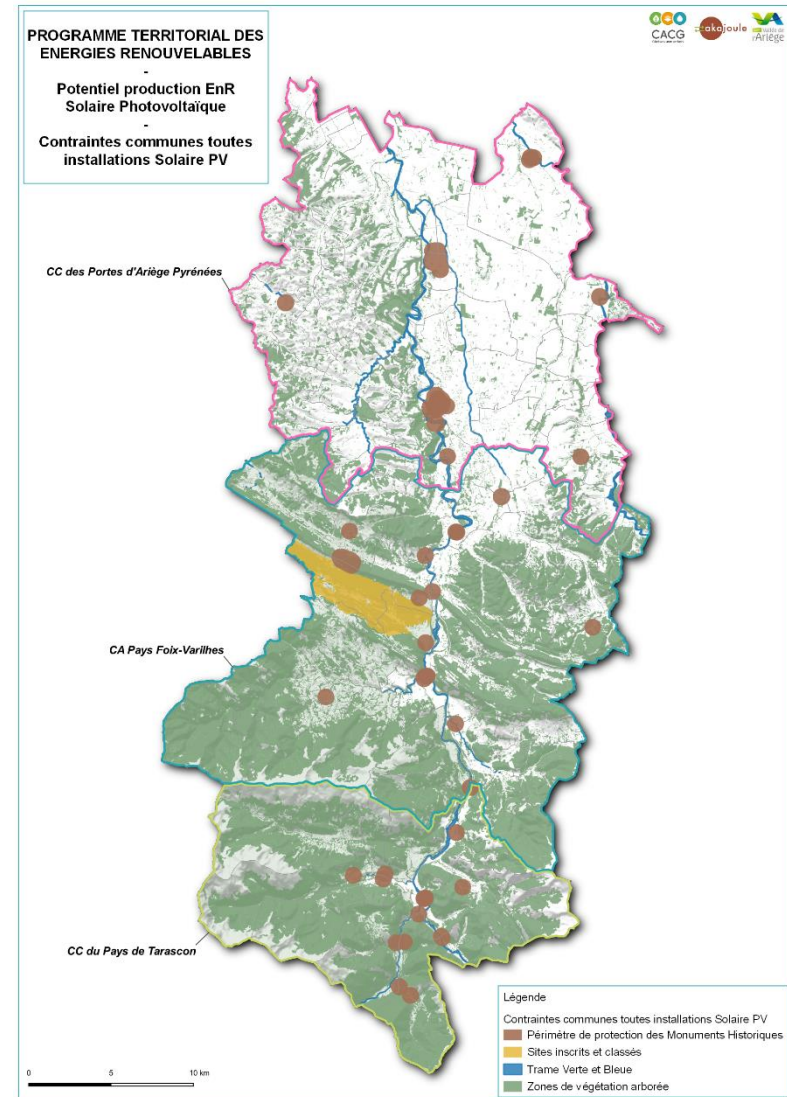 PROGRAMME TERRITORIAL DES
ENERGIES RENOUVELABLES
-
Potentiel production EnR
Solaire Photovoltaïque
-
Contraintes communes toutes
installations Solaire PV
CACG
akajoule
Vallée de
l'Ariège
CC des Portes d'Ariège Pyrénées
CA Pays Foix-Varilhes
CC du Pays de Tarascon
0 5 10 km
Légende
Contraintes communes toutes installations Solaire PV
Périmètre de protection des Monuments Historiques
Sites inscrits et classés
Trame Verte et Bleue
Zones de végétation arborée